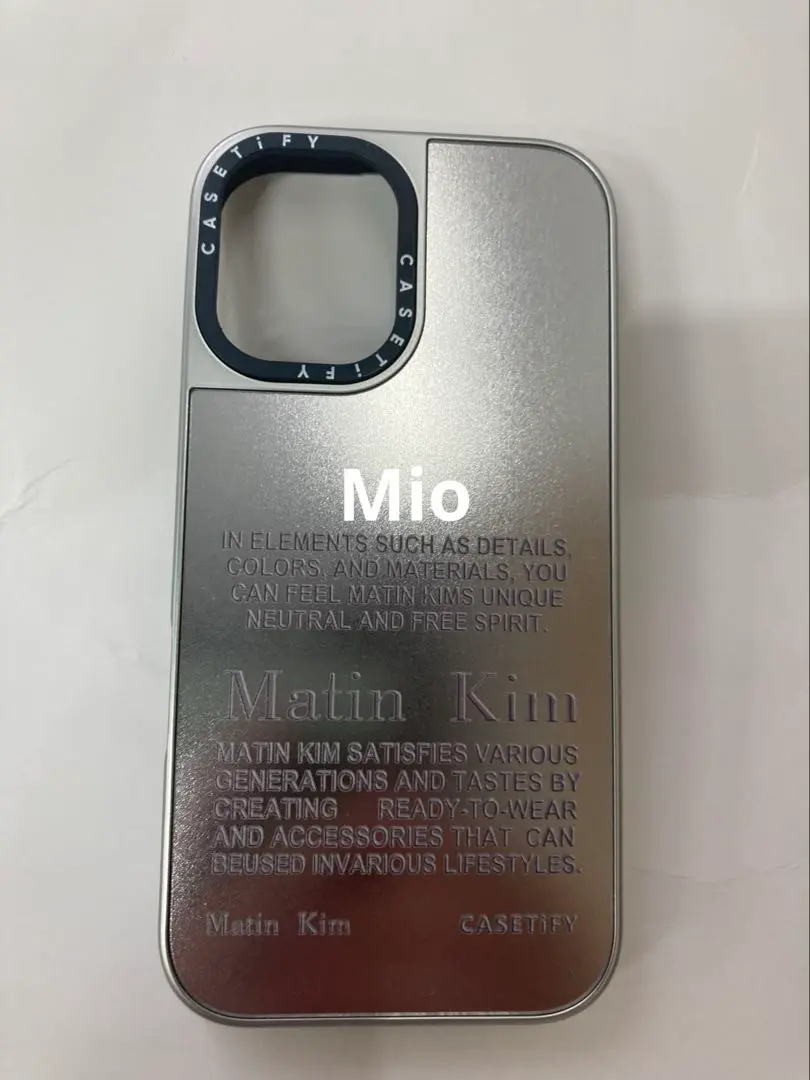 CASETiFY
CASETiFY
Mio
IN ELEMENTS SUCH AS DETAILS,
COLORS, AND MATERIALS, YOU
CAN FEEL MATIN KIMS UNIQUE
NEUTRAL AND FREE SPIRIT.
Matin Kim
MATIN KIM SATISFIES VARIOUS
GENERATIONS AND TASTES BY
CREATING READY-TO-WEAR
AND ACCESSORIES THAT CAN
BEUSED INVARIOUS LIFESTYLES.
Matin Kim CASETiFY